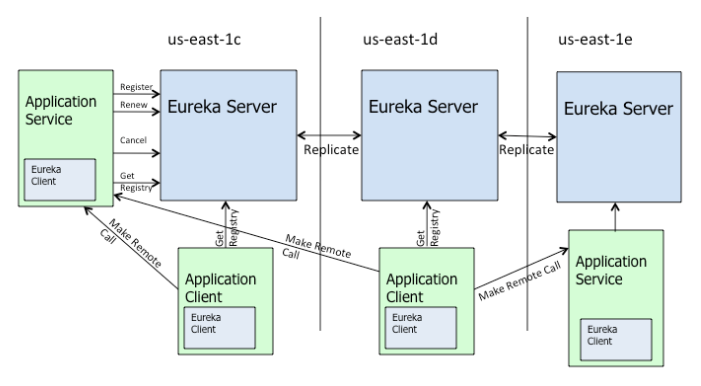 us-east-1c
us-east-1d
us-east-1e
Application
Service
Eureka
Client
Register
Renew
Cancel
Get
Registry
Eureka Server
Replicate
Eureka Server
Replicate
Eureka Server
Make Remote
Call
Get
Registry
Make Remote
Call
Get
Registry
Make Remote Call
Application
Client
Eureka
Client
Application
Client
Eureka
Client
Application
Service
Eureka
Client